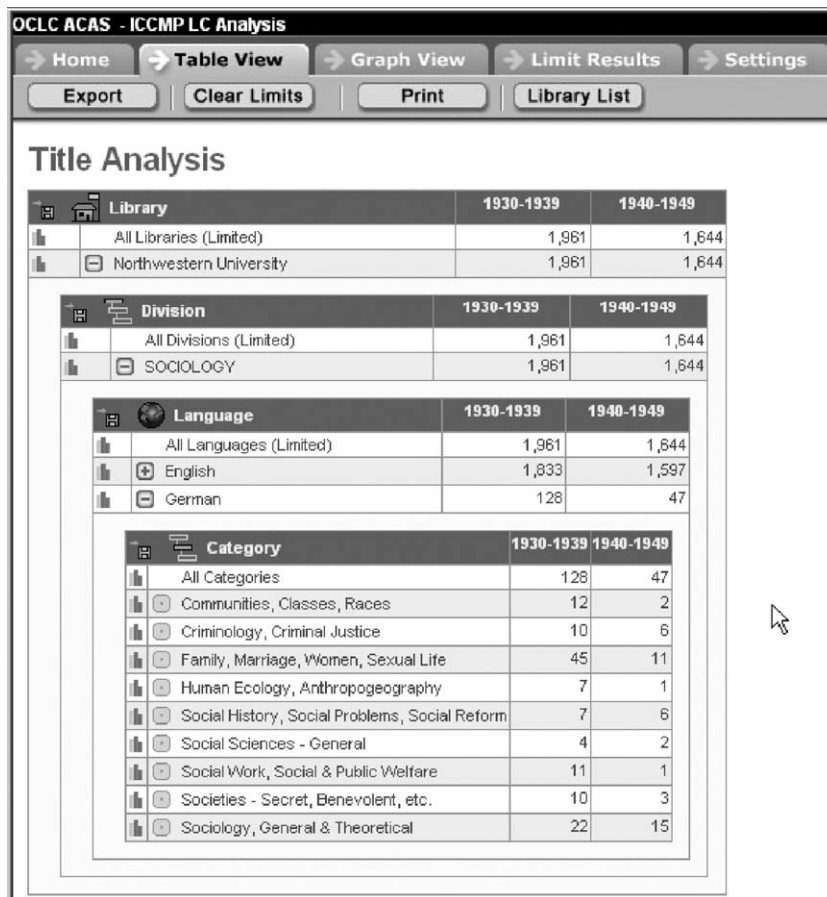 OCLC ACAS - ICCMP LC Analysis
Home Table View Graph View Limit Results Settings
Export Clear Limits Print Library List
Title Analysis
Library 1930-1939 1940-1949
All Libraries (Limited) 1,961 1,644
Northwestern University 1,961 1,644
Division 1930-1939 1940-1949
All Divisions (Limited) 1,961 1,644
SOCIOLOGY 1,961 1,644
Language 1930-1939 1940-1949
All Languages (Limited) 1,961 1,644
English 1,833 1,597
German 128 47
Category 1930-1939 1940-1949
All Categories 128 47
Communities, Classes, Races 12 2
Criminology, Criminal Justice 10 6
Family, Marriage, Women, Sexual Life 45 11
Human Ecology, Anthropogeography 7 1
Social History, Social Problems, Social Reform 7 6
Social Sciences - General 4 2
Social Work, Social & Public Welfare 11 1
Societies - Secret, Benevolent, etc. 10 3
Sociology, General & Theoretical 22 15